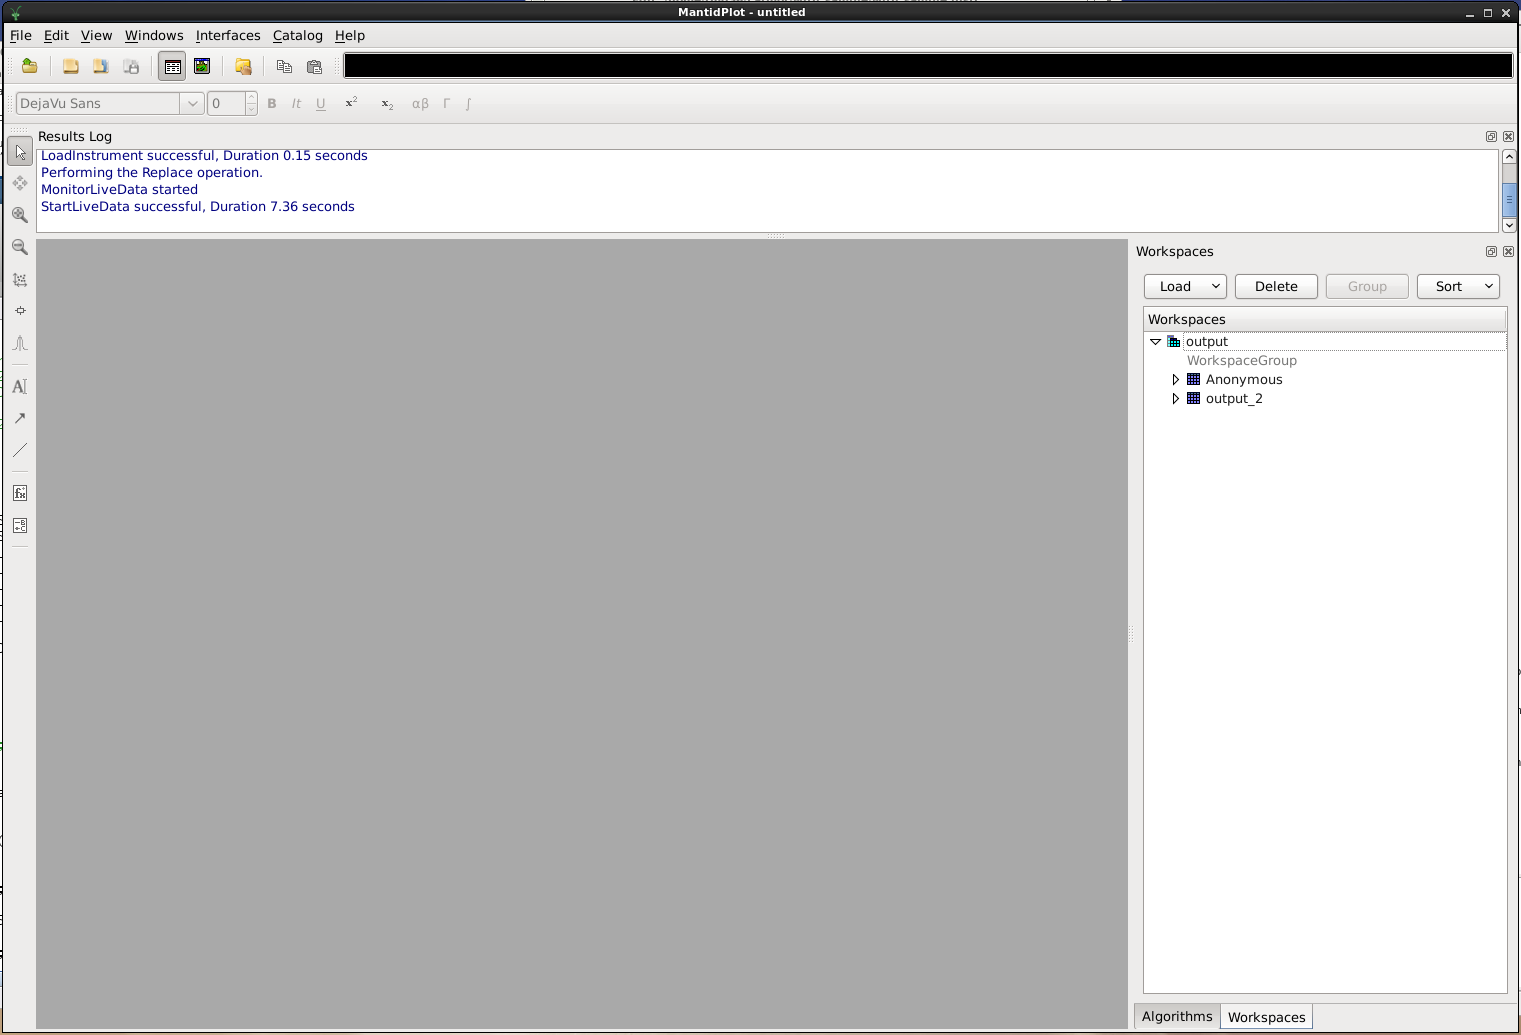 MantidPlot - untitled
File Edit View Windows Interfaces Catalog Help
DejaVu Sans 0 B It U x2 x2 αβ Γ ∫
Results Log
LoadInstrument successful, Duration 0.15 seconds
Performing the Replace operation.
MonitorLiveData started
StartLiveData successful, Duration 7.36 seconds
Workspaces
Load Delete Group Sort
Workspaces
output
WorkspaceGroup
Anonymous
output_2
Algorithms Workspaces